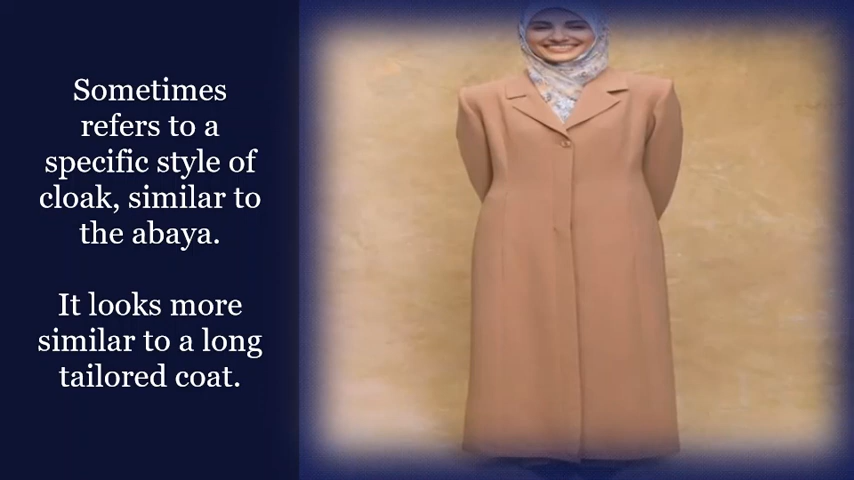 Sometimes
refers to a
specific style of
cloak, similar to
the abaya.
It looks more
similar to a long
tailored coat.